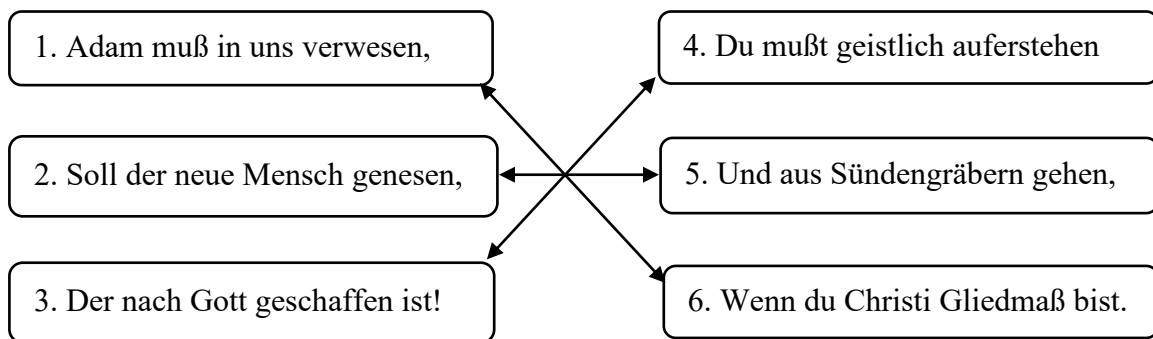 1. Adam muß in uns verwesen,
2. Soll der neue Mensch genesen,
3. Der nach Gott geschaffen ist!
4. Du mußt geistlich auferstehen
5. Und aus Sündengräbern gehen,
6. Wenn du Christi Gliedmaß bist.